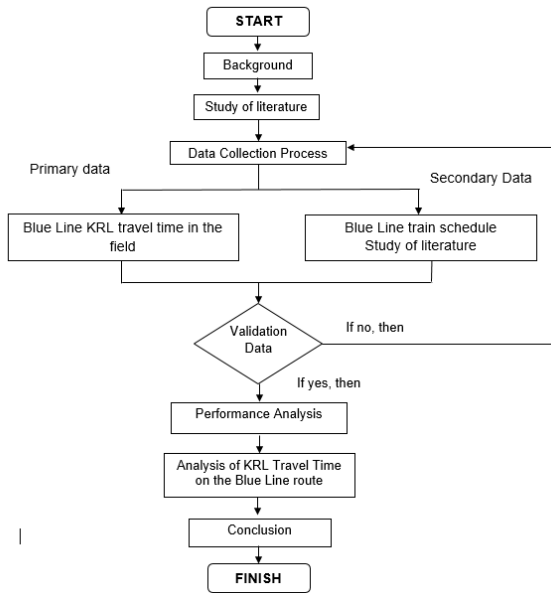 START
Background
Study of literature
Data Collection Process
Primary data
Secondary Data
Blue Line KRL travel time in the
field
Blue Line train schedule
Study of literature
Validation
Data
If no, then
If yes, then
Performance Analysis
Analysis of KRL Travel Time
on the Blue Line route
Conclusion
FINISH